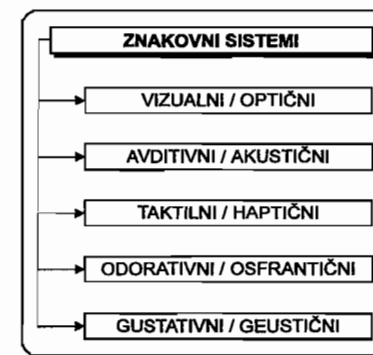 ZNAKOVNI SISTEMI
VIZUALNI / OPTIČNI
AVDITIVNI / AKUSTIČNI
TAKTILNI / HAPTIČNI
ODORATIVNI / OSFRANTIČNI
GUSTATIVNI / GEUSTIČNI